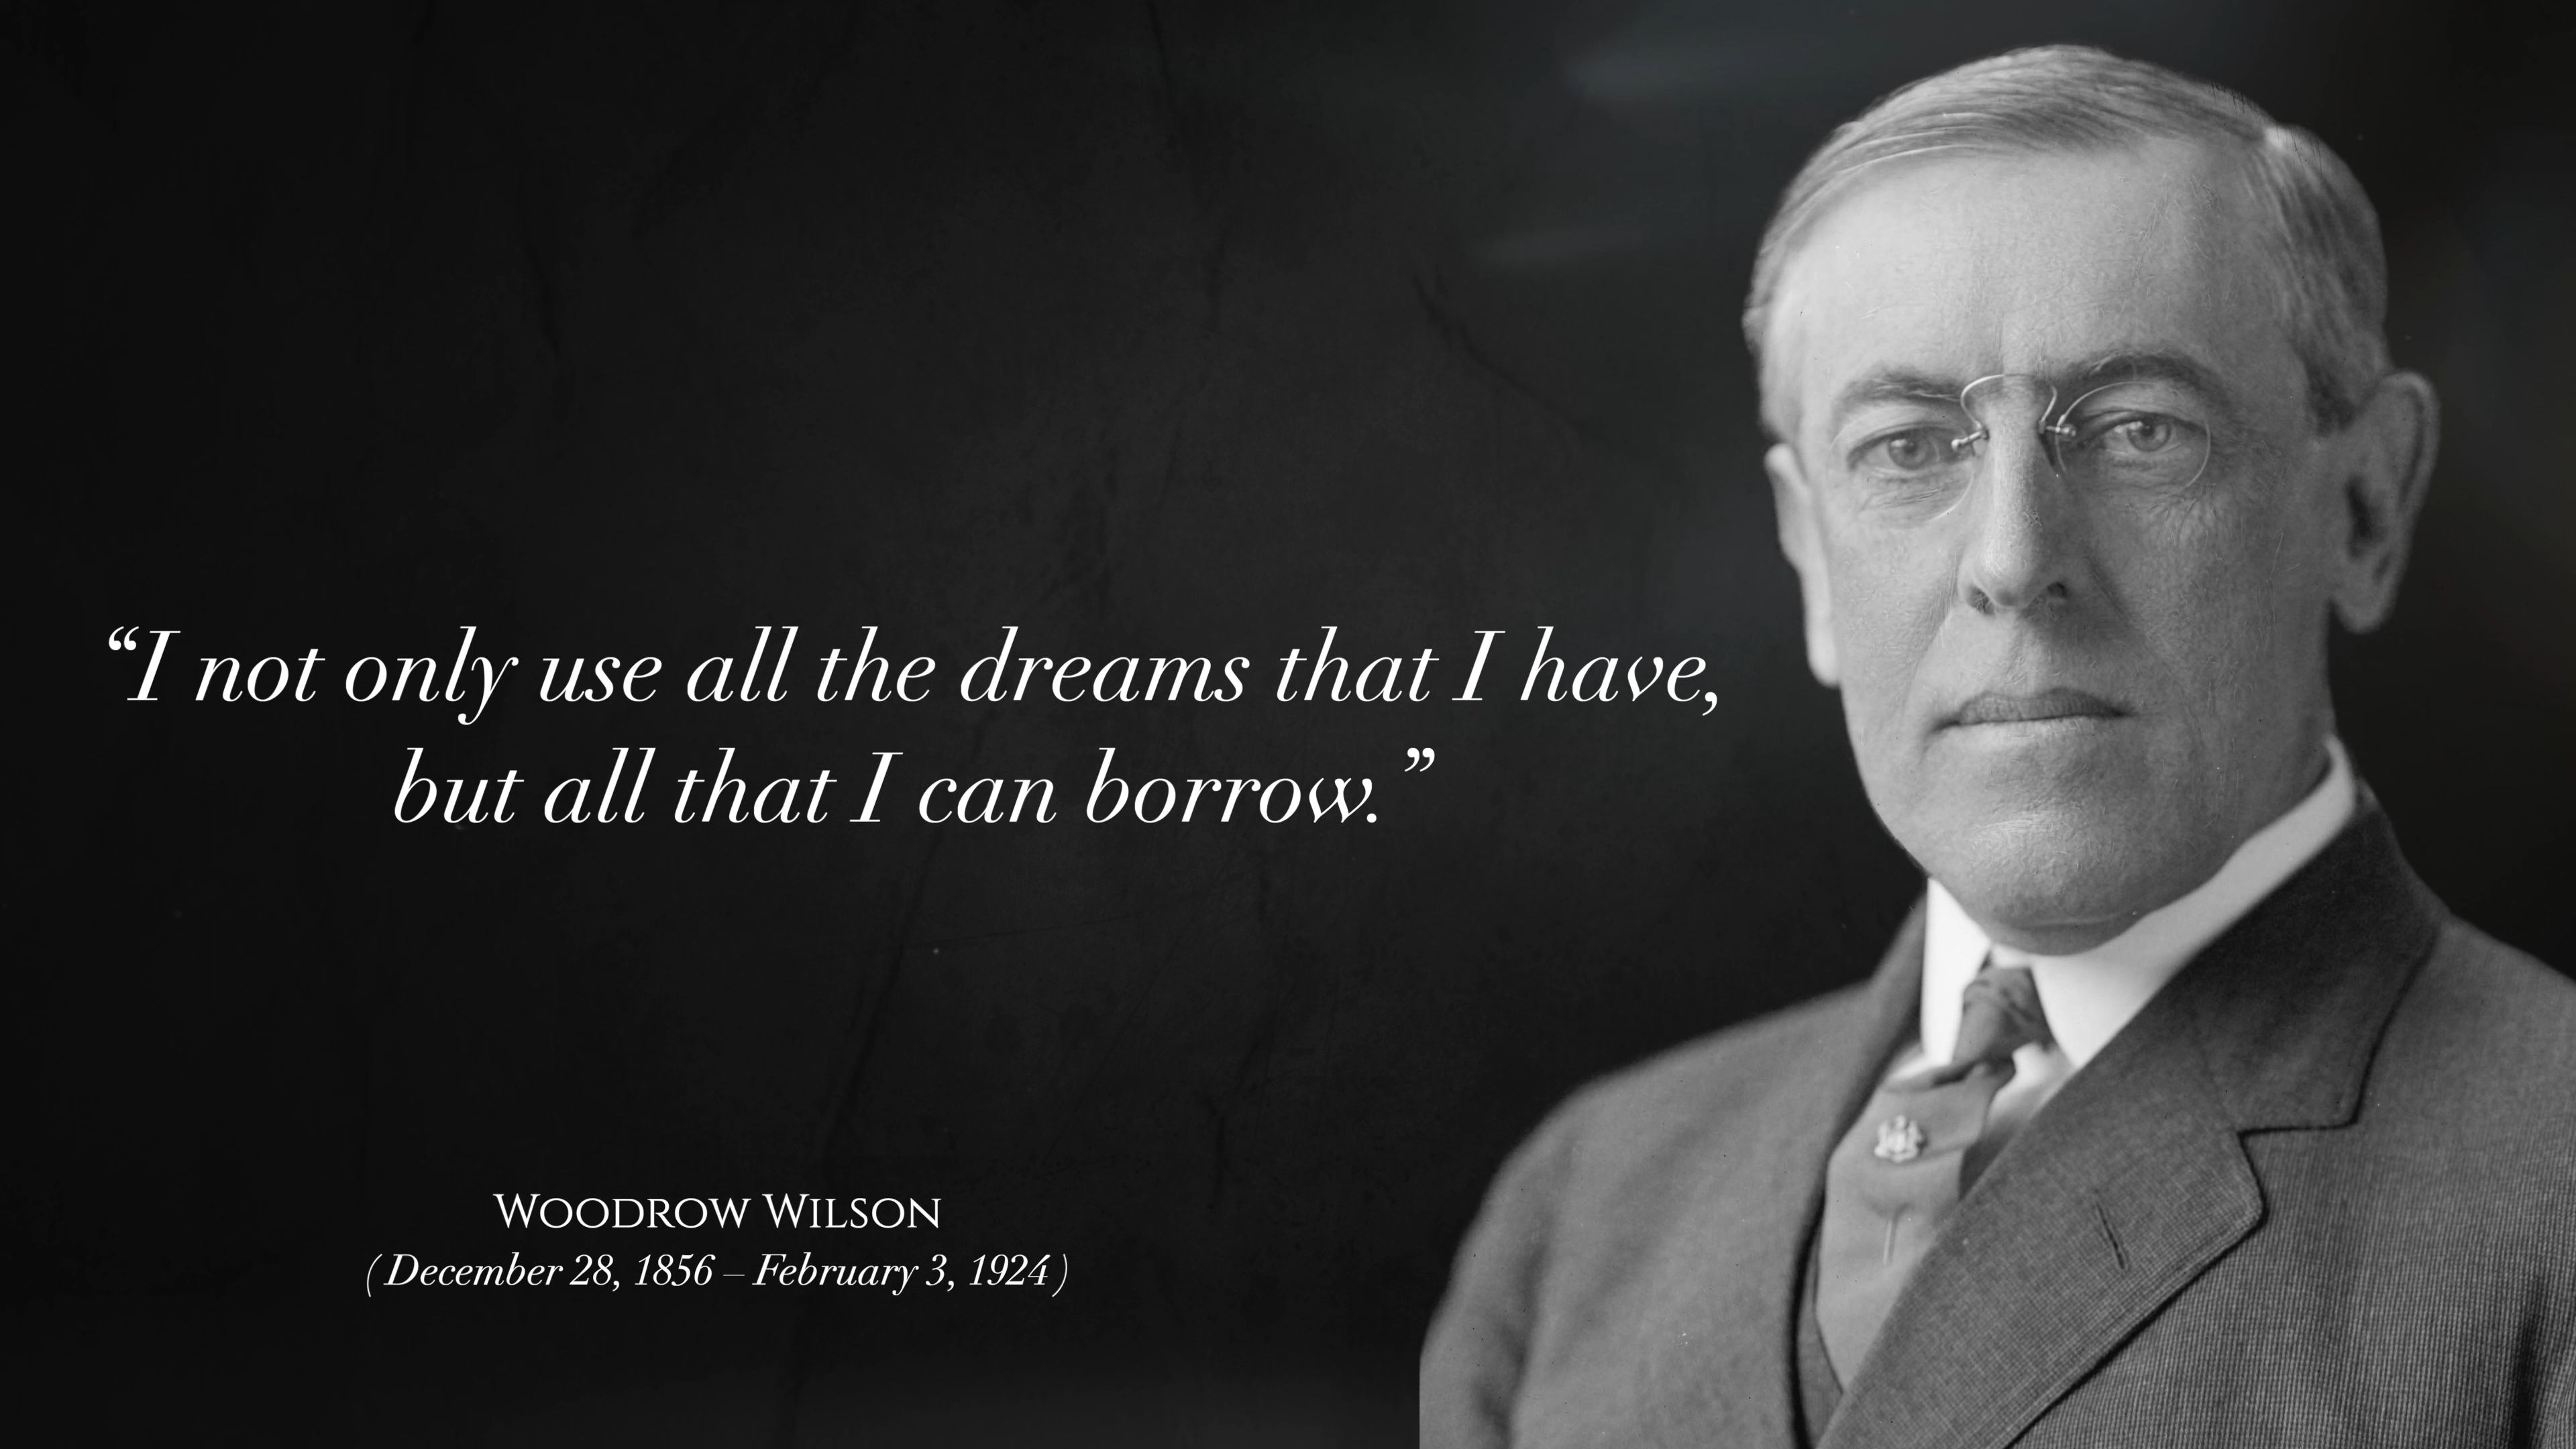 “I not only use all the dreams that I have,
but all that I can borrow.”
Woodrow Wilson
(December 28, 1856 – February 3, 1924)